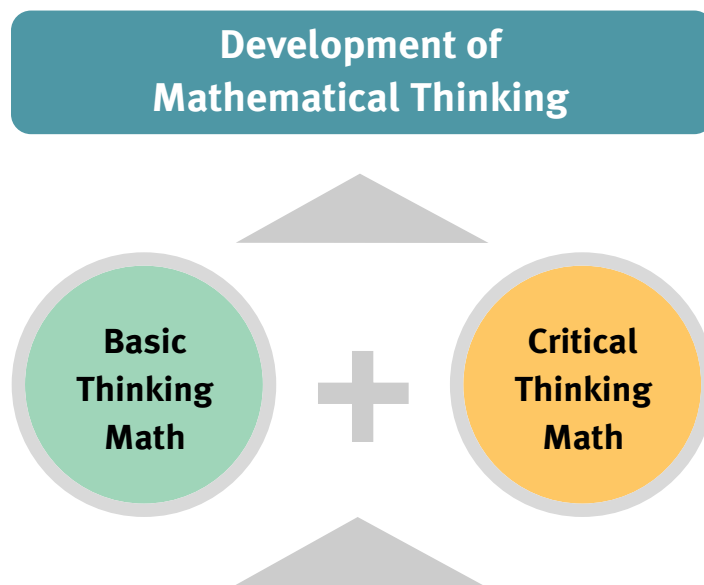 Development of
Mathematical Thinking
Basic
Thinking
Math
+
Critical
Thinking
Math